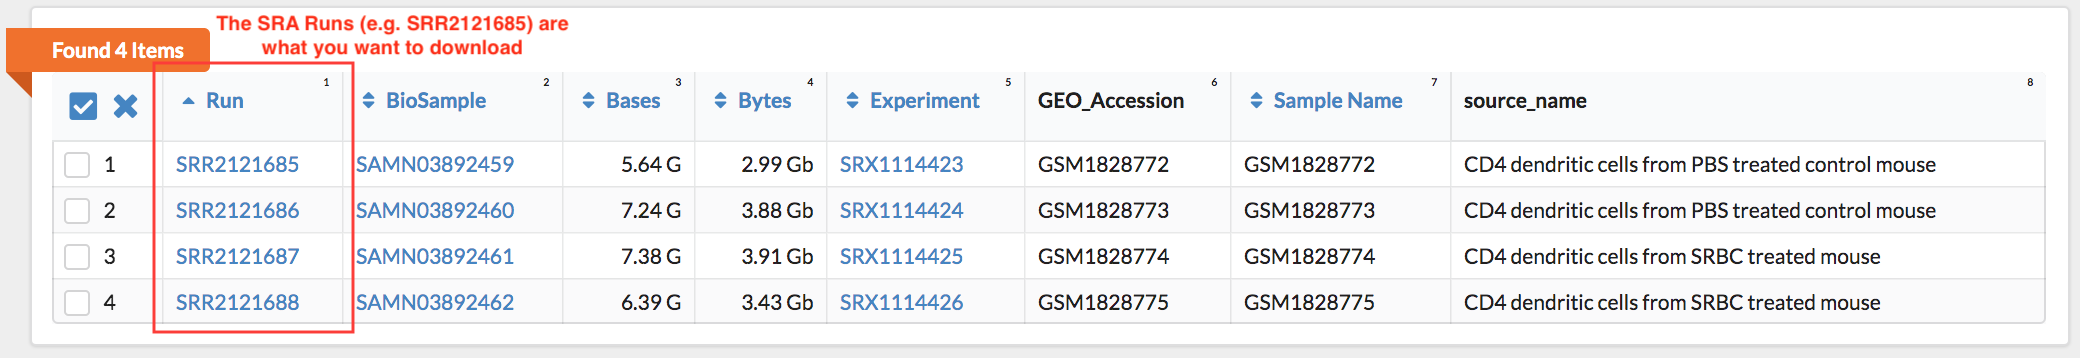 The SRA Runs (e.g. SRR2121685) are
what you want to download
Found 4 Items
Run 1 BioSample 2 Bases 3 Bytes 4 Experiment 5 GEO_Accession 6 Sample Name 7 source_name 8
1 SRR2121685 SAMN03892459 5.64 G 2.99 Gb SRX1114423 GSM1828772 GSM1828772 CD4 dendritic cells from PBS treated control mouse
2 SRR2121686 SAMN03892460 7.24 G 3.88 Gb SRX1114424 GSM1828773 GSM1828773 CD4 dendritic cells from PBS treated control mouse
3 SRR2121687 SAMN03892461 7.38 G 3.91 Gb SRX1114425 GSM1828774 GSM1828774 CD4 dendritic cells from SRBC treated mouse
4 SRR2121688 SAMN03892462 6.39 G 3.43 Gb SRX1114426 GSM1828775 GSM1828775 CD4 dendritic cells from SRBC treated mouse